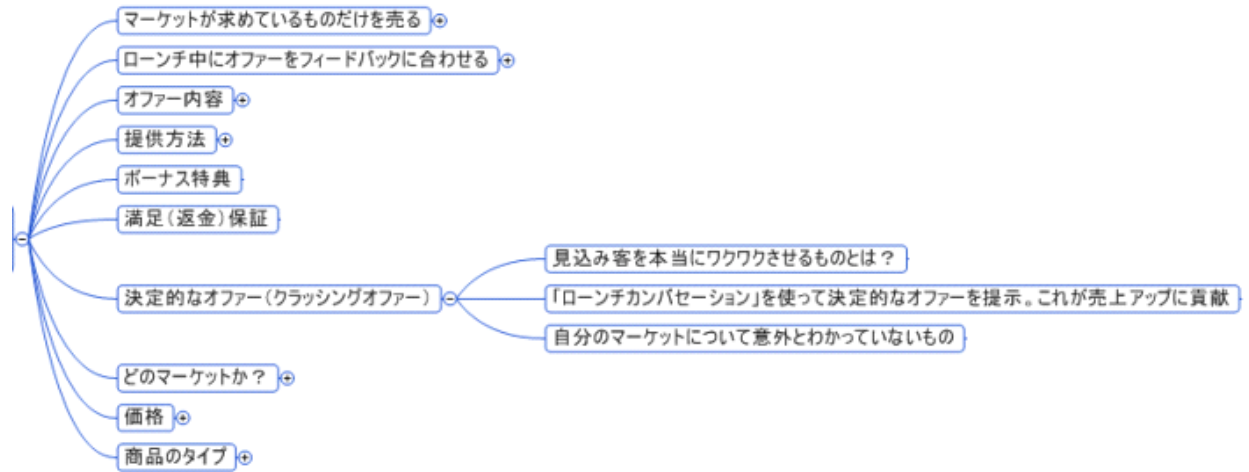 マーケットが求めているものだけを売る
ローンチ中にオファーをフィードバックに合わせる
オファー内容
提供方法
ボーナス特典
満足(返金)保証
決定的なオファー(クラッシングオファー)
見込み客を本当にワクワクさせるものとは?
「ローンチカンバセーション」を使って決定的なオファーを提示。これが売上アップに貢献
自分のマーケットについて意外とわかっていないもの
どのマーケットか?
価格
商品のタイプ